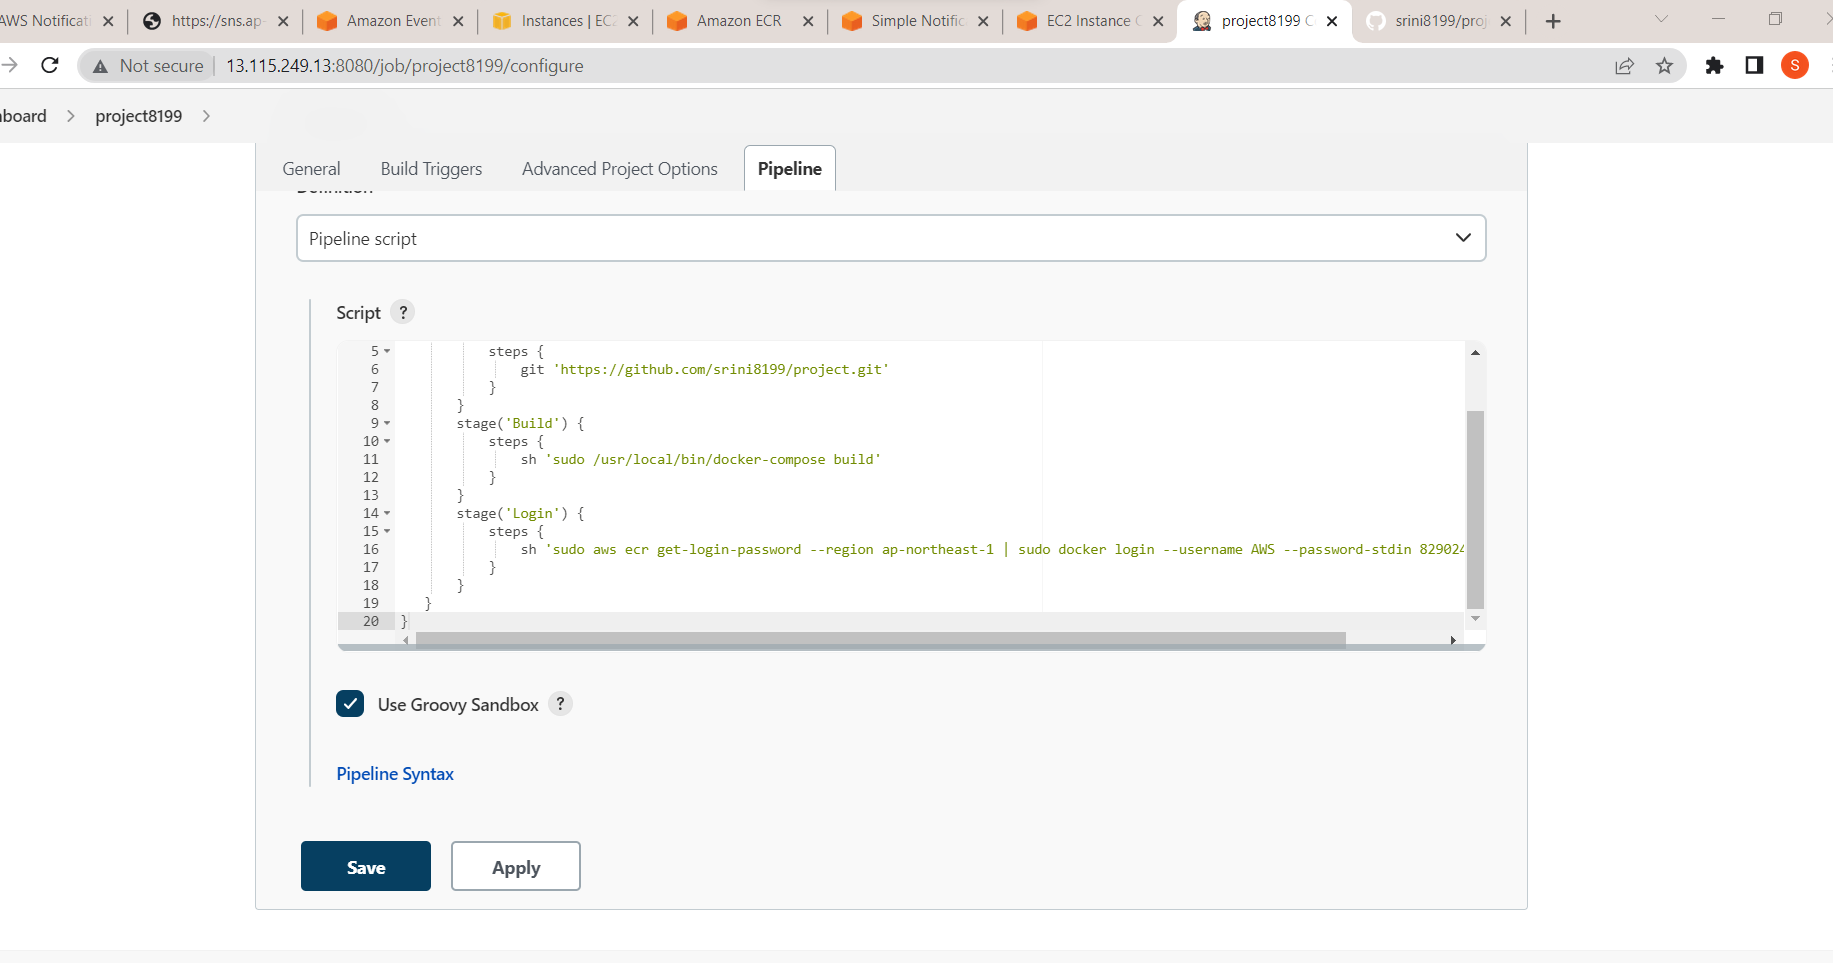 AWS Notificati
https://sns.ap-
Amazon Event
Instances | EC2
Amazon ECR
Simple Notific
EC2 Instance C
project8199 C
srini8199/proj
Not secure
13.115.249.13:8080/job/project8199/configure
S
board
project8199
General
Build Triggers
Advanced Project Options
Pipeline
Definition
Pipeline script
Script ?
5 steps {
6 git 'https://github.com/srini8199/project.git'
7 }
8 }
9 stage('Build') {
10 steps {
11 sh 'sudo /usr/local/bin/docker-compose build'
12 }
13 }
14 stage('Login') {
15 steps {
16 sh 'sudo aws ecr get-login-password --region ap-northeast-1 | sudo docker login --username AWS --password-stdin 829024
17 }
18 }
19 }
20 }
Use Groovy Sandbox ?
Pipeline Syntax
Save
Apply